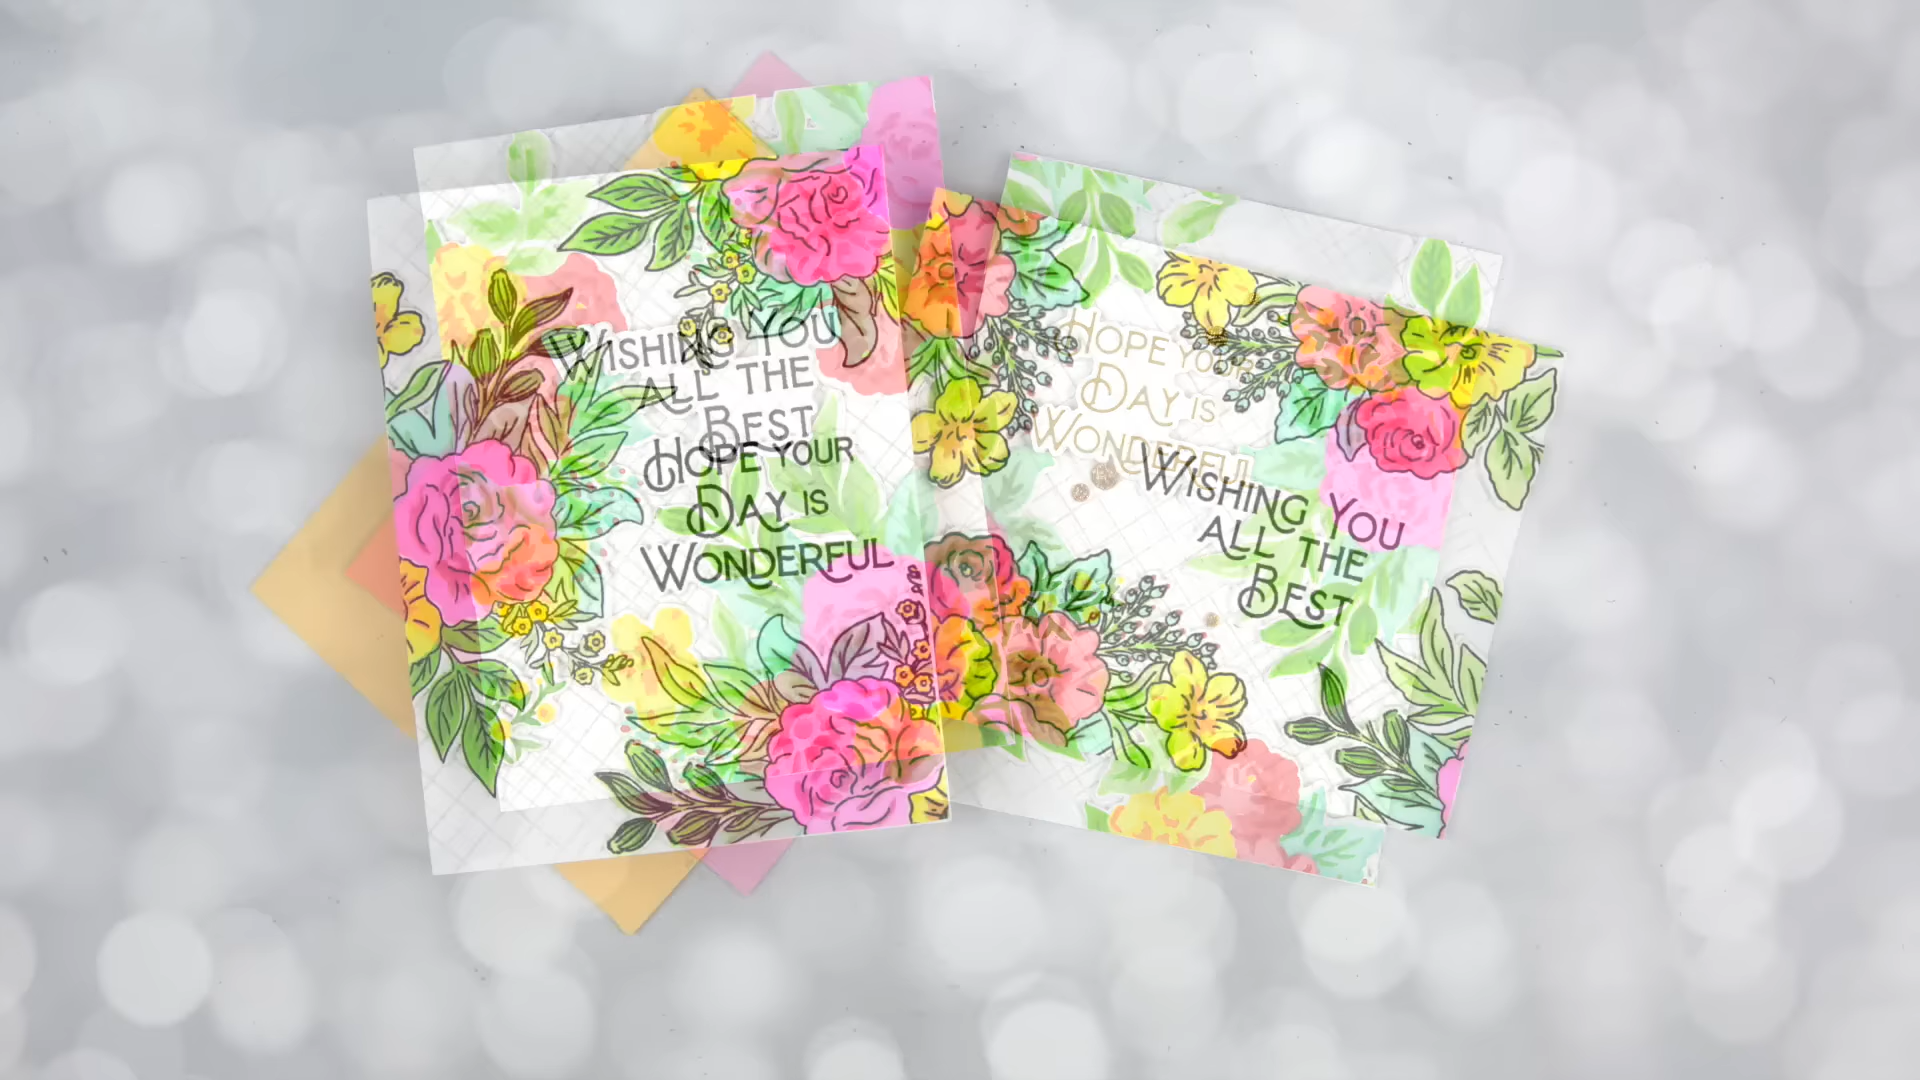 WISHING YOU
ALL THE
BEST
HOPE YOUR
DAY IS
WONDERFUL
HOPE YOUR
DAY IS
WONDERFUL
WISHING YOU
ALL THE
BEST